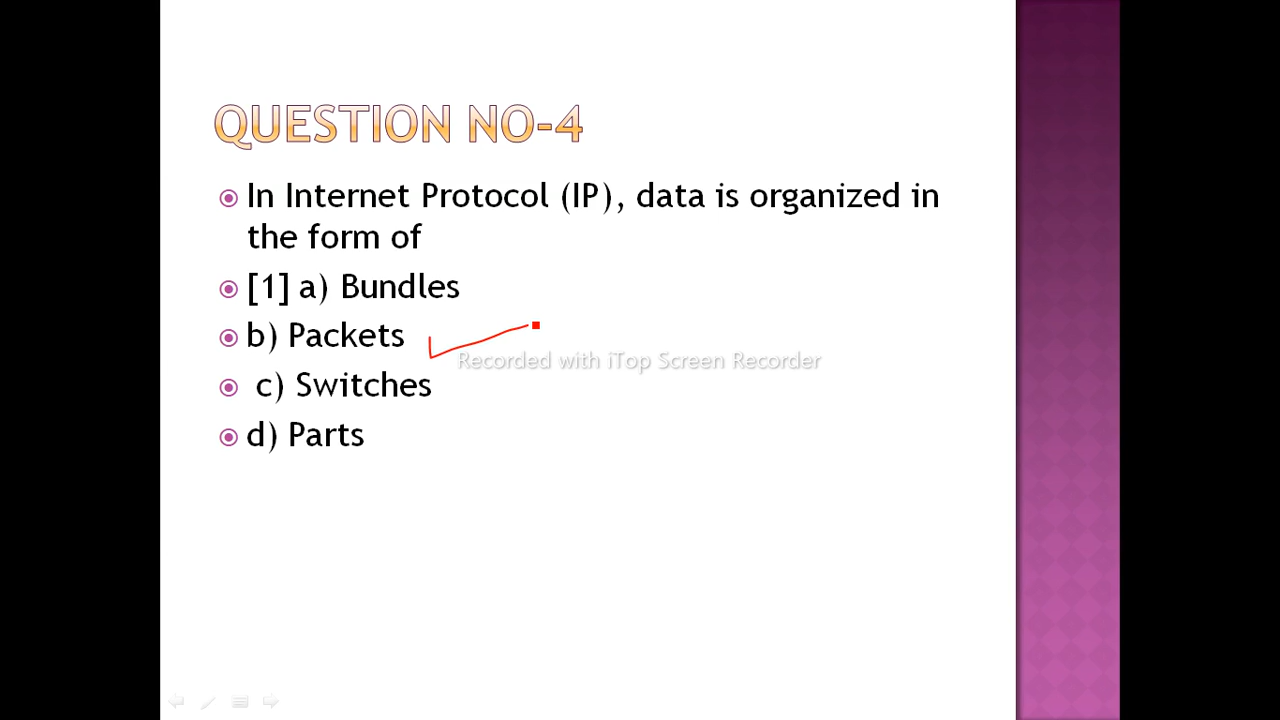 QUESTION NO-4
In Internet Protocol (IP), data is organized in
the form of
[1] a) Bundles
b) Packets
Recorded with iTop Screen Recorder
c) Switches
d) Parts